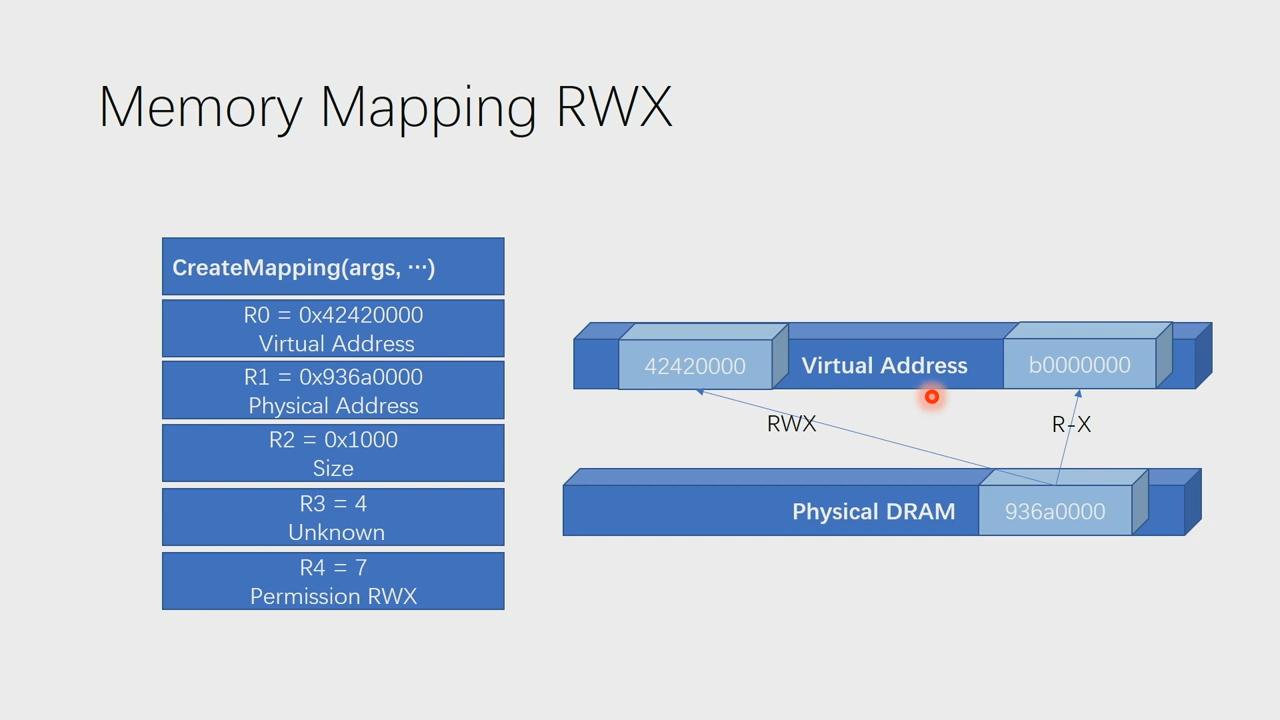 Memory Mapping RWX
CreateMapping(args, ⋯)
R0 = 0x42420000
Virtual Address
R1 = 0x936a0000
Physical Address
R2 = 0x1000
Size
R3 = 4
Unknown
R4 = 7
Permission RWX
42420000
Virtual Address
b0000000
RWX
R-X
Physical DRAM
936a0000